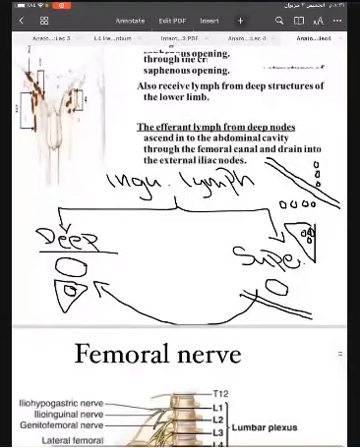 Annotate Edit PDF Insert
saphenous opening.
through the cr
saphenous opening.
Also receive lymph from deep structures of
the lower limb.
The efferant lymph from deep nodes
ascend in to the abdominal cavity
through the femoral canal and drain into
the external iliac nodes.
Ingu. lymph
Deep
Supe.
Femoral nerve
T12
Iliohypogastric nerve
L1
Ilioinguinal nerve
L2
Genitofemoral nerve
L3
Lumbar plexus
Lateral femoral
L4